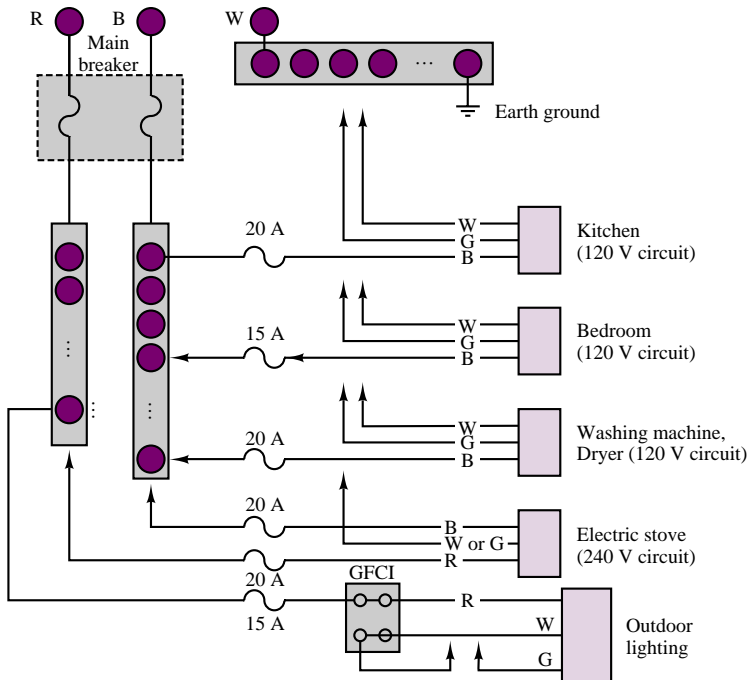 R
B
W
Main
breaker
...
Earth ground
20 A
W
G
B
Kitchen
(120 V circuit)
15 A
W
G
B
Bedroom
(120 V circuit)
...
...
...
20 A
W
G
B
Washing machine,
Dryer (120 V circuit)
20 A
B
W or G
R
Electric stove
(240 V circuit)
20 A
GFCI
15 A
R
W
G
Outdoor
lighting